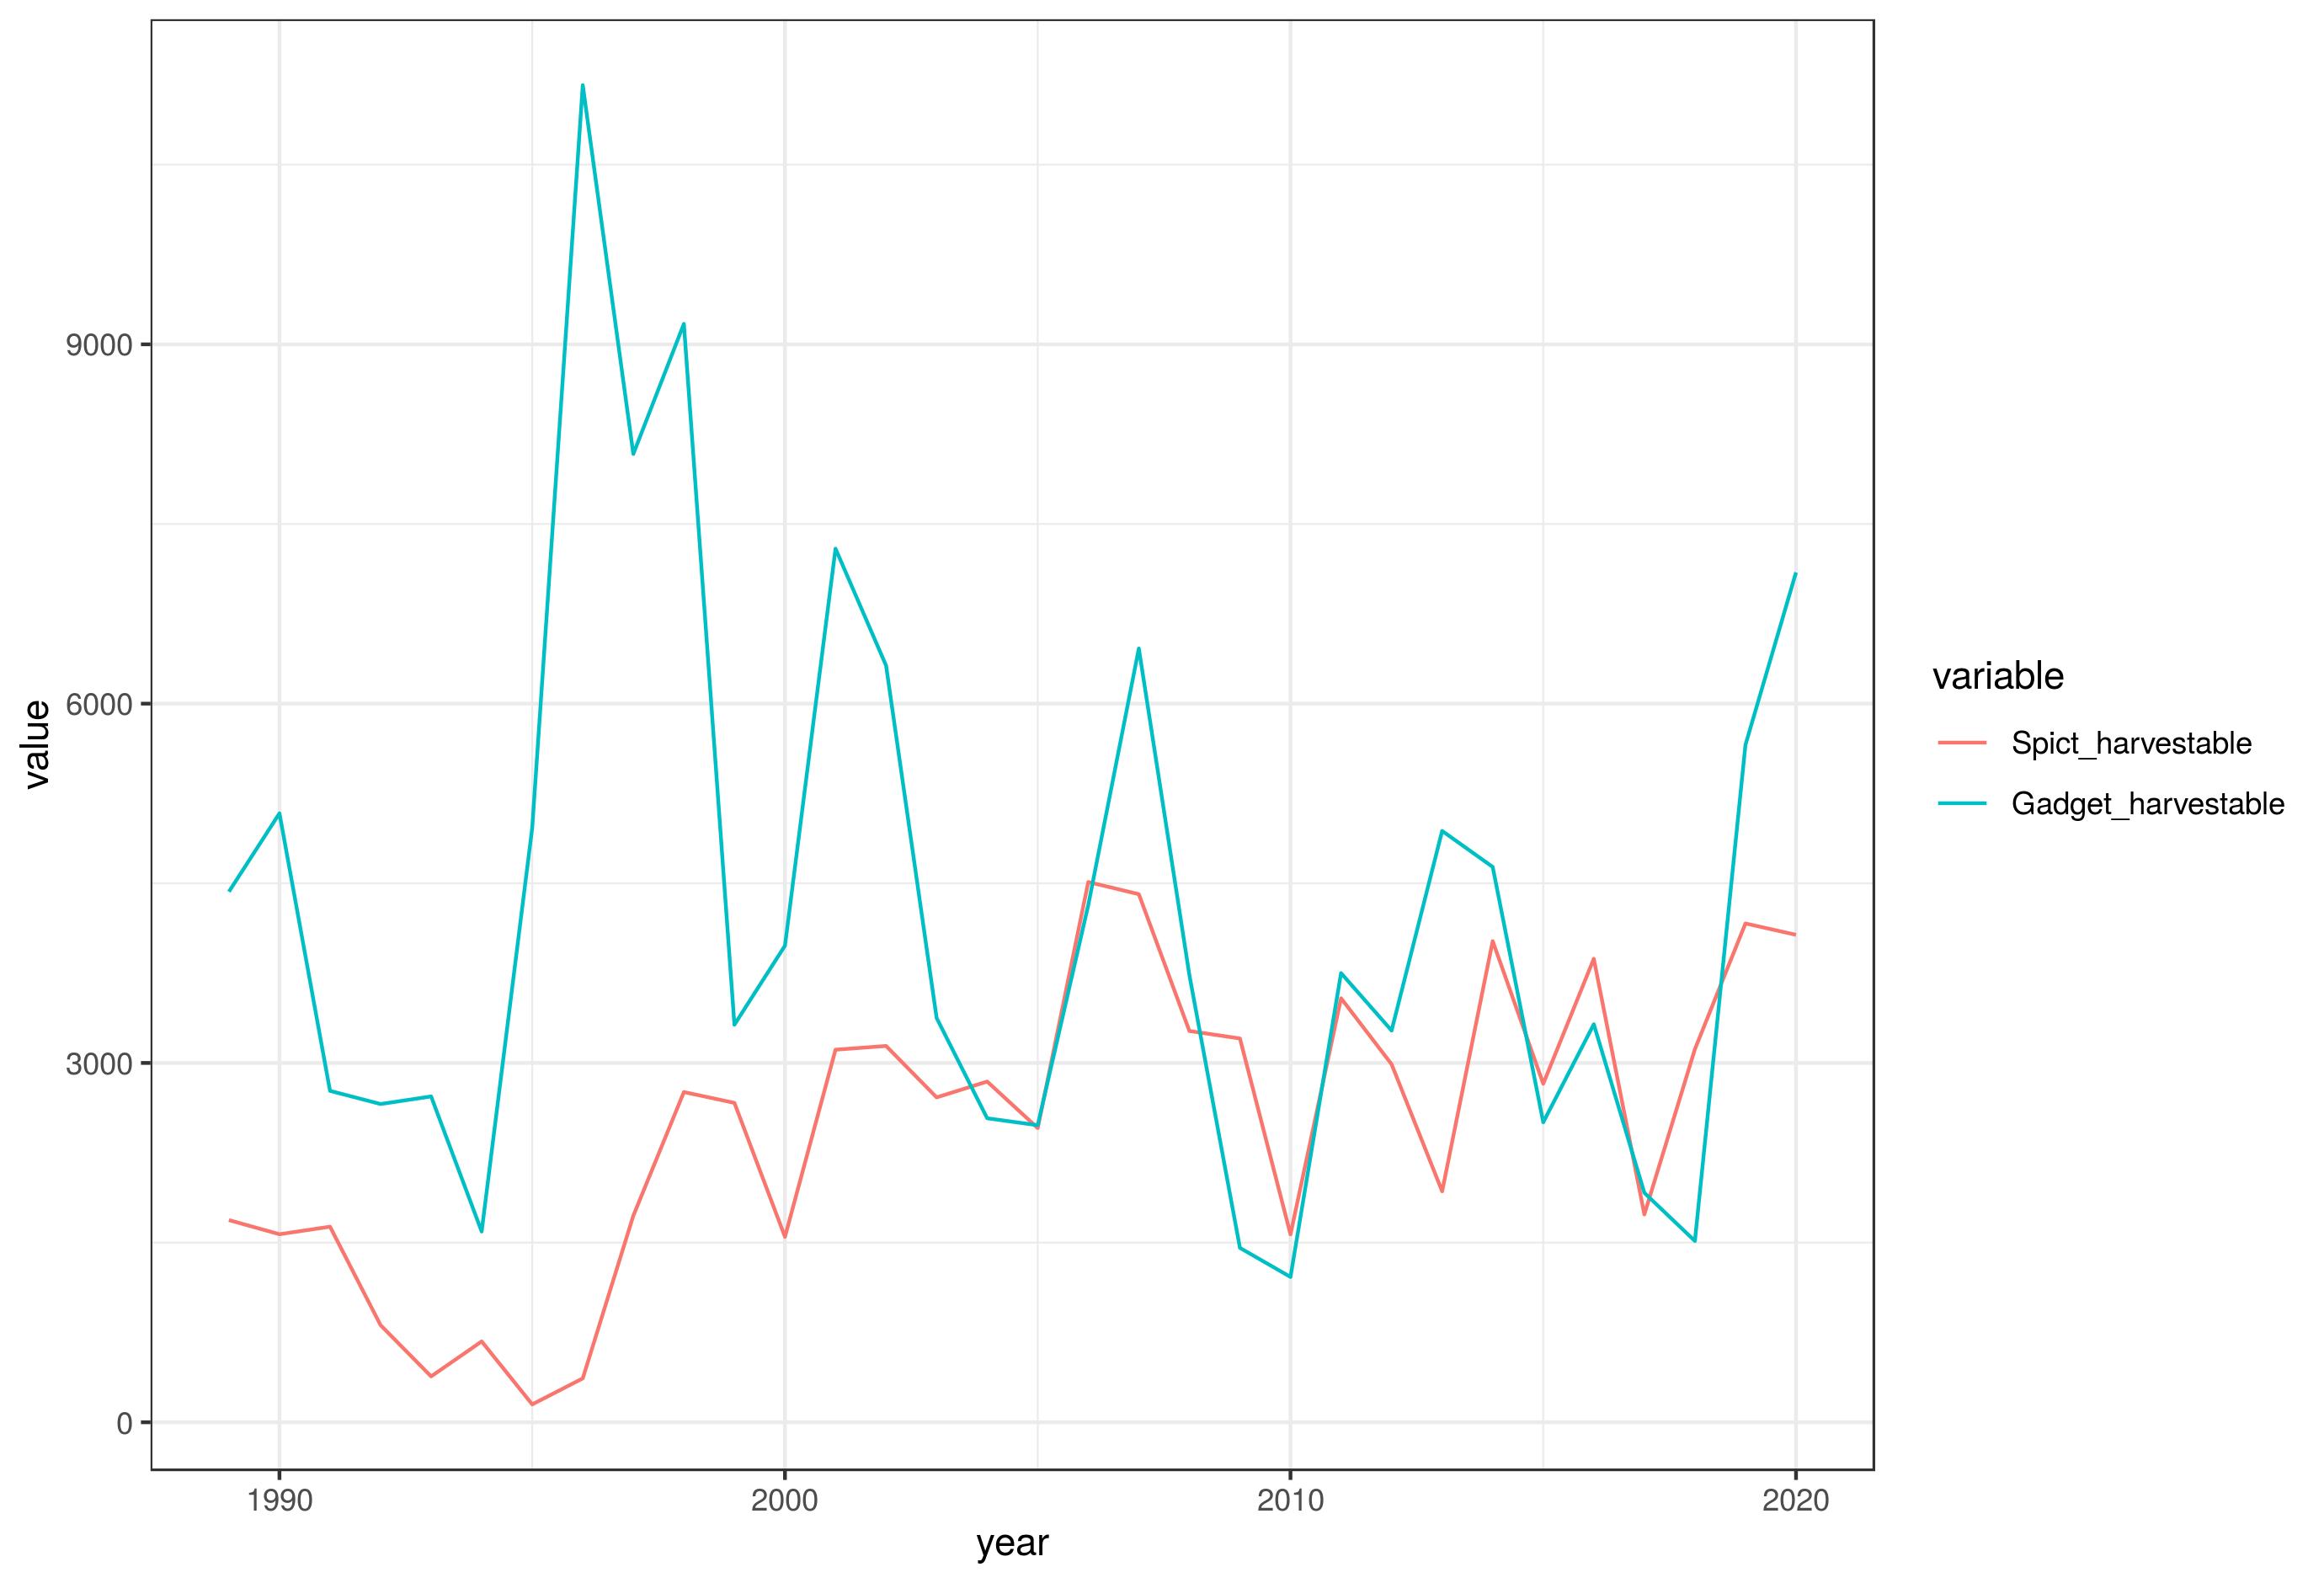 value
9000
6000
3000
0
1990 2000 2010 2020
year
variable
Spict_harvestable
Gadget_harvestable